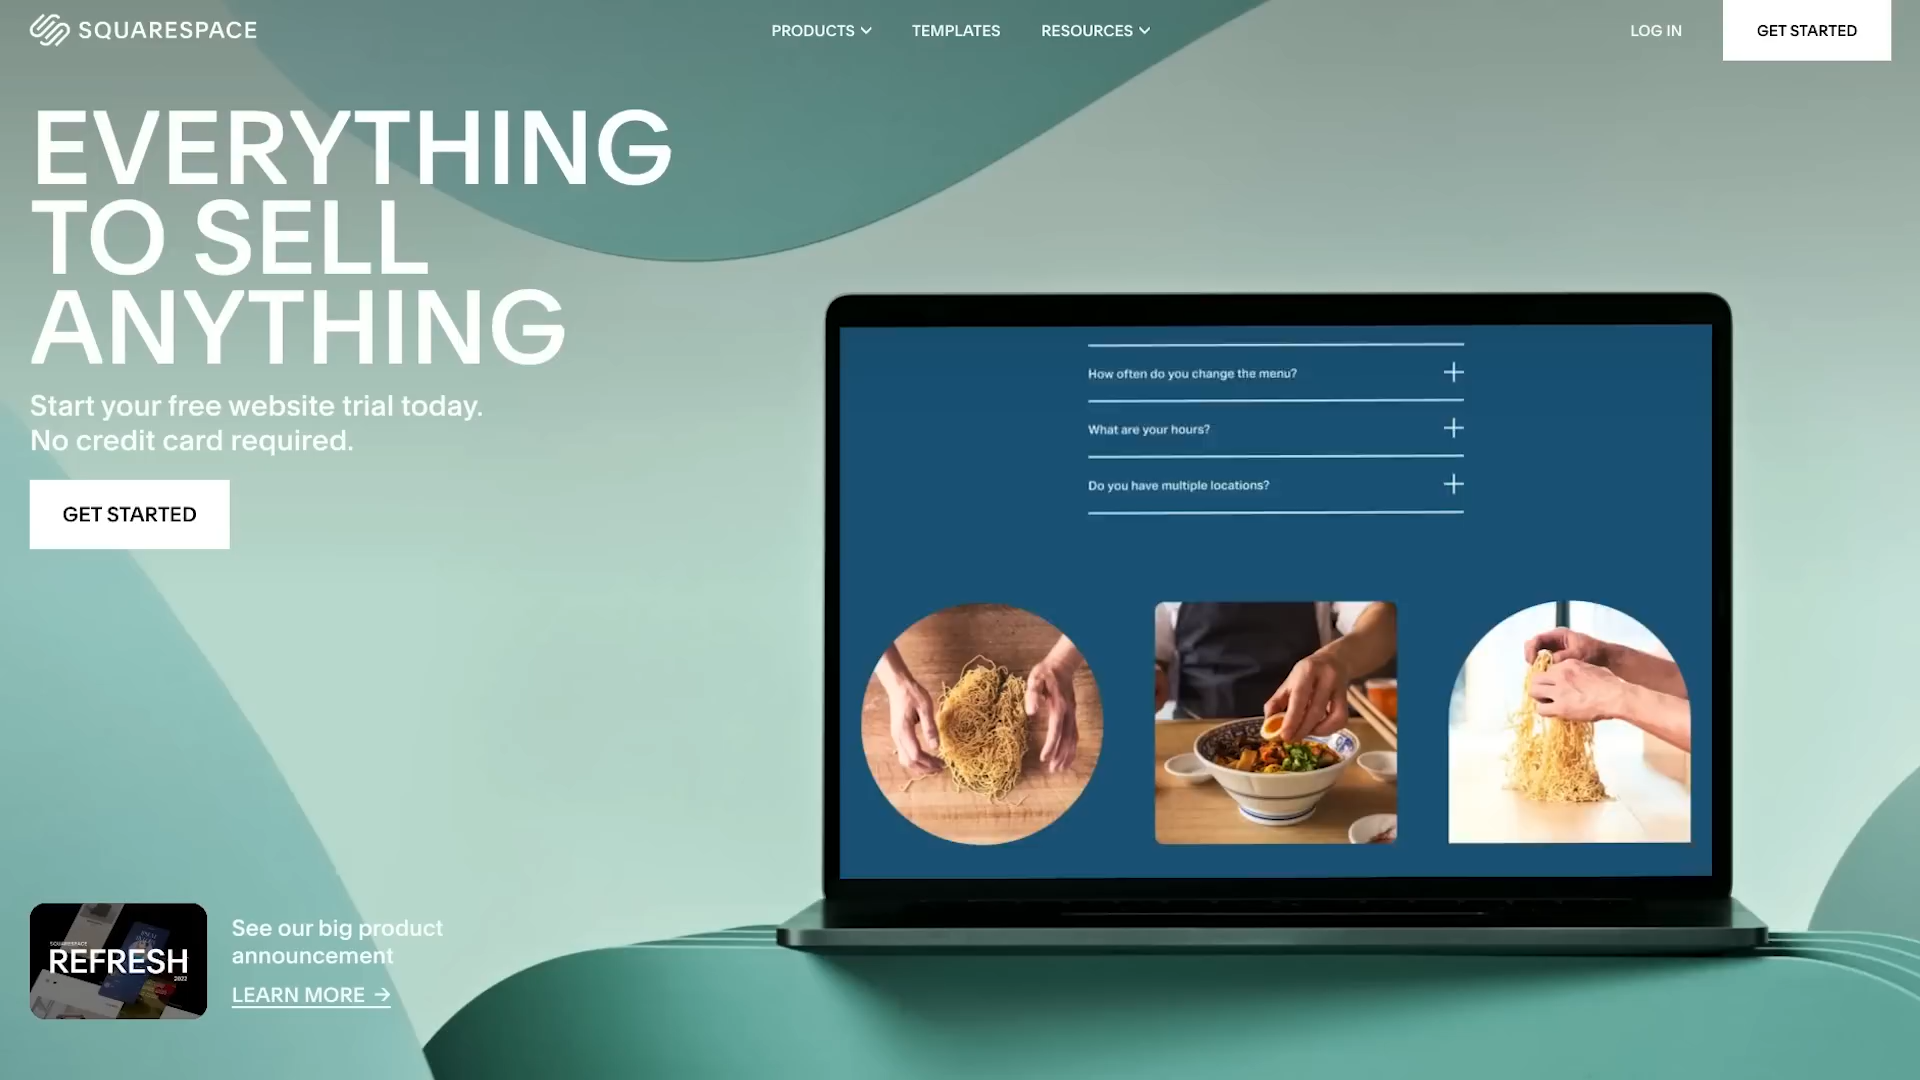 SQUARESPACE
PRODUCTS
TEMPLATES
RESOURCES
LOG IN
GET STARTED
EVERYTHING
TO SELL
ANYTHING
Start your free website trial today.
No credit card required.
GET STARTED
How often do you change the menu?
What are your hours?
Do you have multiple locations?
SQUARESPACE
REFRESH
2022
See our big product
announcement
LEARN MORE →